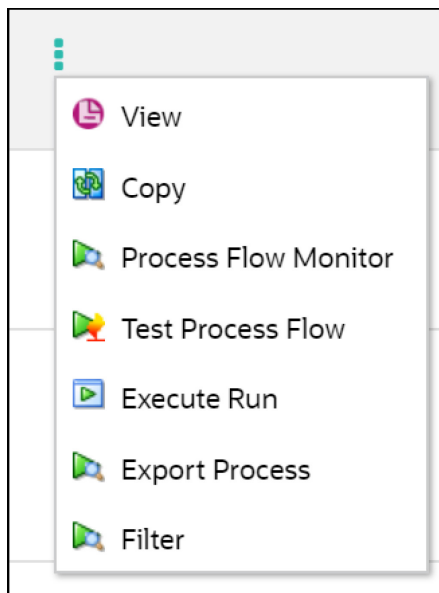 View
Copy
Process Flow Monitor
Test Process Flow
Execute Run
Export Process
Filter